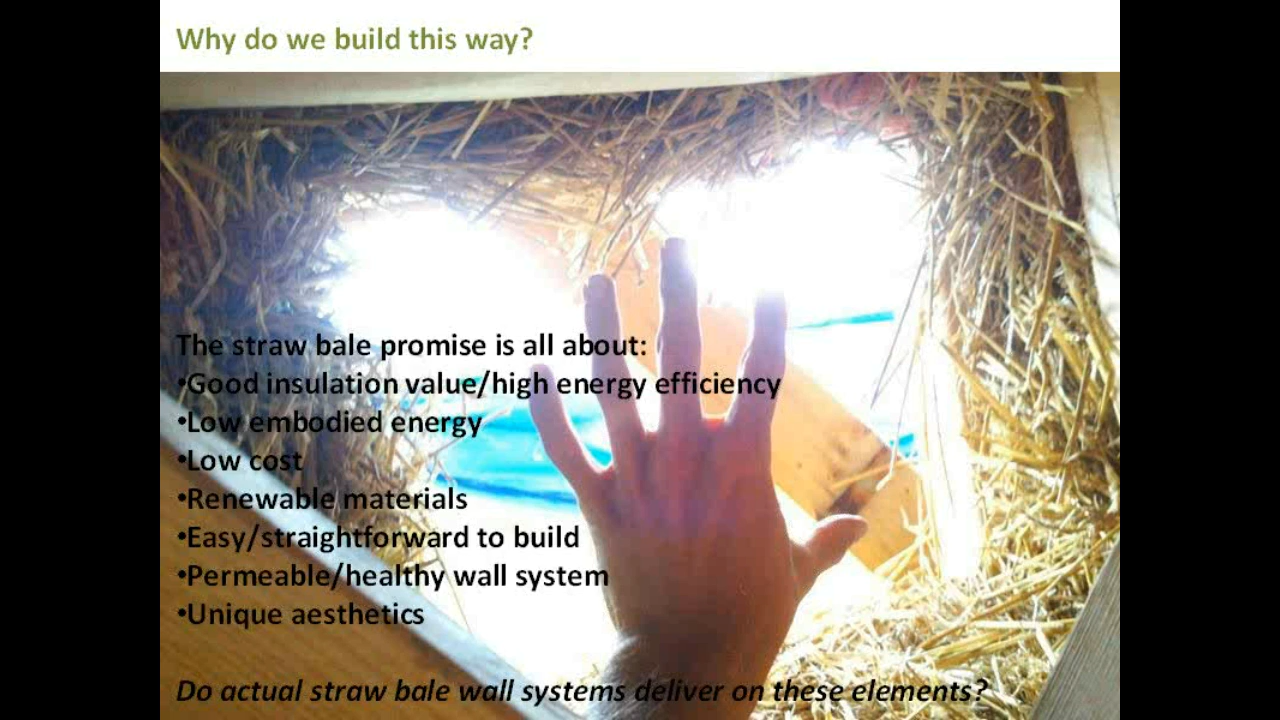 Why do we build this way?
The straw bale promise is all about:
•Good insulation value/high energy efficiency
•Low embodied energy
•Low cost
•Renewable materials
•Easy/straightforward to build
•Permeable/healthy wall system
•Unique aesthetics
Do actual straw bale wall systems deliver on these elements?